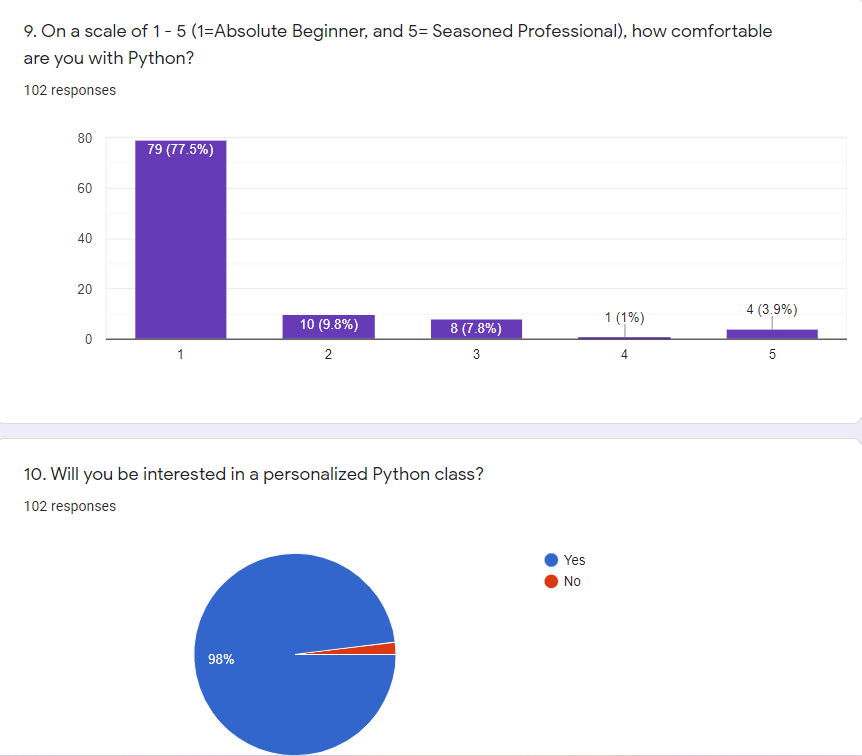 9. On a scale of 1 - 5 (1=Absolute Beginner, and 5= Seasoned Professional), how comfortable
are you with Python?
102 responses
80
60
40
20
0
79 (77.5%)
10 (9.8%)
8 (7.8%)
1 (1%)
4 (3.9%)
1
2
3
4
5
10. Will you be interested in a personalized Python class?
102 responses
Yes
No
98%